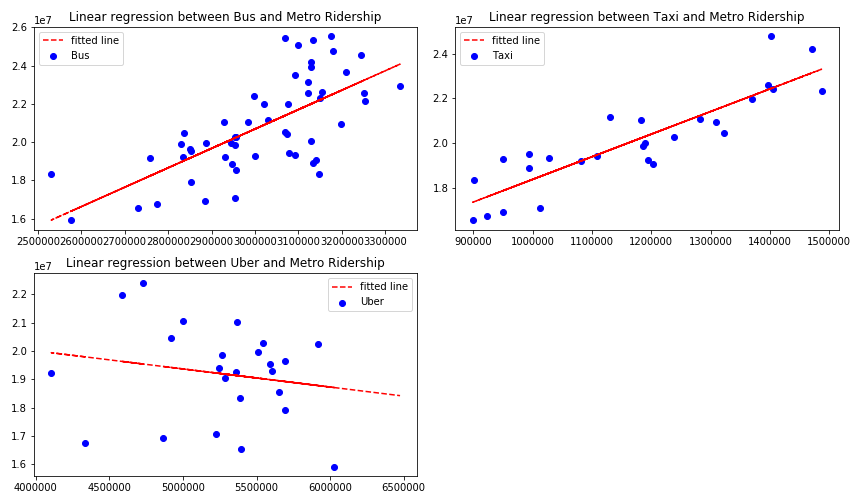 Linear regression between Bus and Metro Ridership
1e7
fitted line
Bus
2.6
2.4
2.2
2.0
1.8
1.6
2500000 2600000 2700000 2800000 2900000 3000000 3100000 3200000 3300000
Linear regression between Taxi and Metro Ridership
1e7
fitted line
Taxi
2.4
2.2
2.0
1.8
900000 1000000 1100000 1200000 1300000 1400000 1500000
Linear regression between Uber and Metro Ridership
1e7
fitted line
Uber
2.2
2.1
2.0
1.9
1.8
1.7
1.6
4000000 4500000 5000000 5500000 6000000 6500000